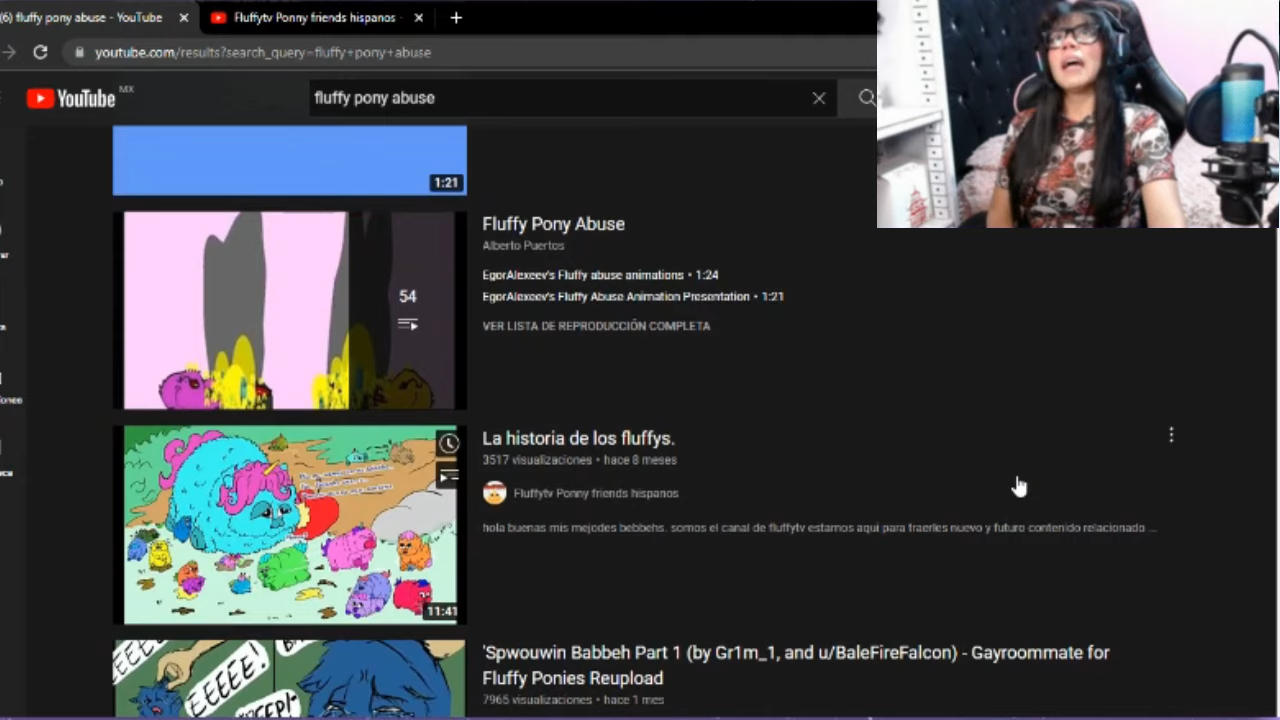 (6) fluffy pony abuse - YouTube
Fluffytv Ponny friends hispanos
youtube.com/results?search_query=fluffy+pony+abuse
YouTube MX
fluffy pony abuse
1:21
Fluffy Pony Abuse
Alberto Puertos
EgorAlexeev's Fluffy abuse animations • 1:24
EgorAlexeev's Fluffy Abuse Animation Presentation • 1:21
54
VER LISTA DE REPRODUCCIÓN COMPLETA
La historia de los fluffys.
3517 visualizaciones • hace 8 meses
Fluffytv Ponny friends hispanos
hola buenas mis mejodes bebbehs. somos el canal de fluffytv estamos aqui para traerles nuevo y futuro contenido relacionado ...
11:41
'Spwouwin Babbeh Part 1 (by Gr1m_1, and u/BaleFireFalcon) - Gayroommate for
Fluffy Ponies Reupload
7965 visualizaciones • hace 1 mes
EEEEE!